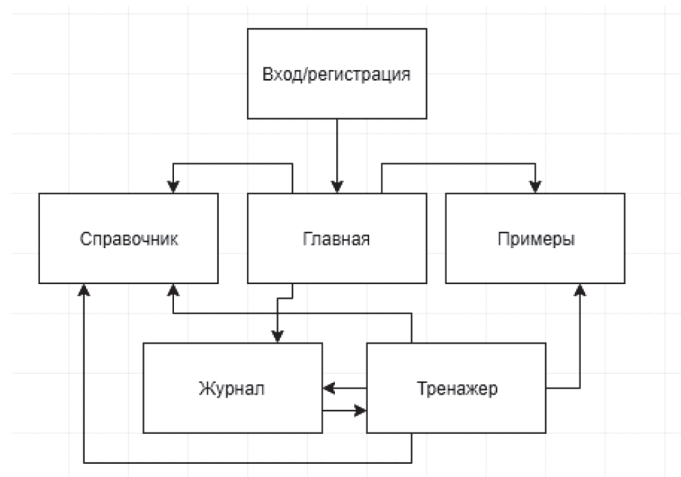 Вход/регистрация
Справочник
Главная
Примеры
Журнал
Тренажер